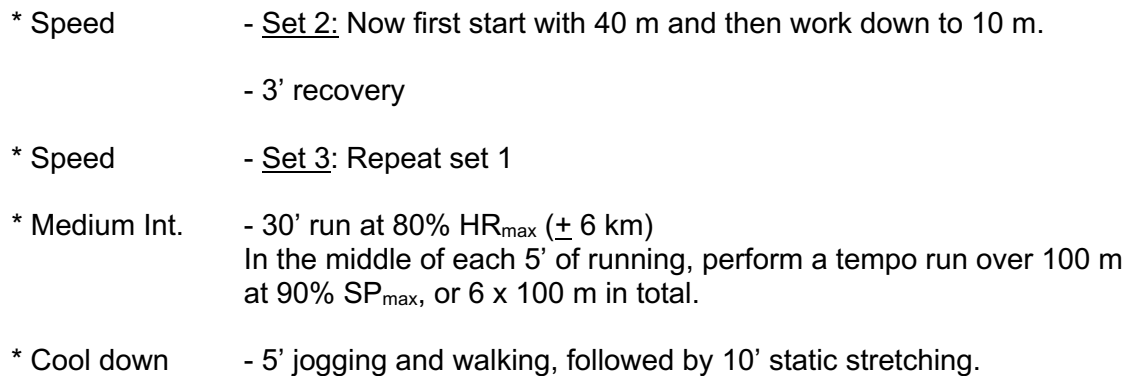 * Speed - Set 2: Now first start with 40 m and then work down to 10 m.
- 3’ recovery
* Speed - Set 3: Repeat set 1
* Medium Int. - 30’ run at 80% HRmax (± 6 km)
In the middle of each 5’ of running, perform a tempo run over 100 m
at 90% SPmax, or 6 x 100 m in total.
* Cool down - 5’ jogging and walking, followed by 10’ static stretching.